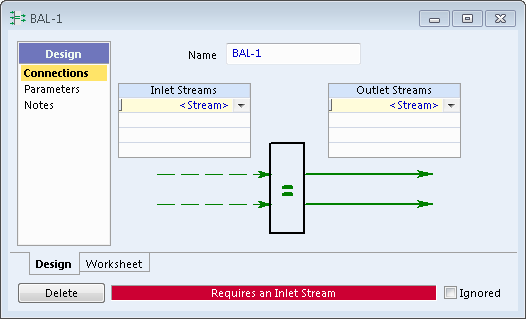 BAL-1
Design
Name BAL-1
Connections
Parameters
Notes
Inlet Streams
<Stream>
Outlet Streams
<Stream>
=
Design Worksheet
Delete Requires an Inlet Stream Ignored